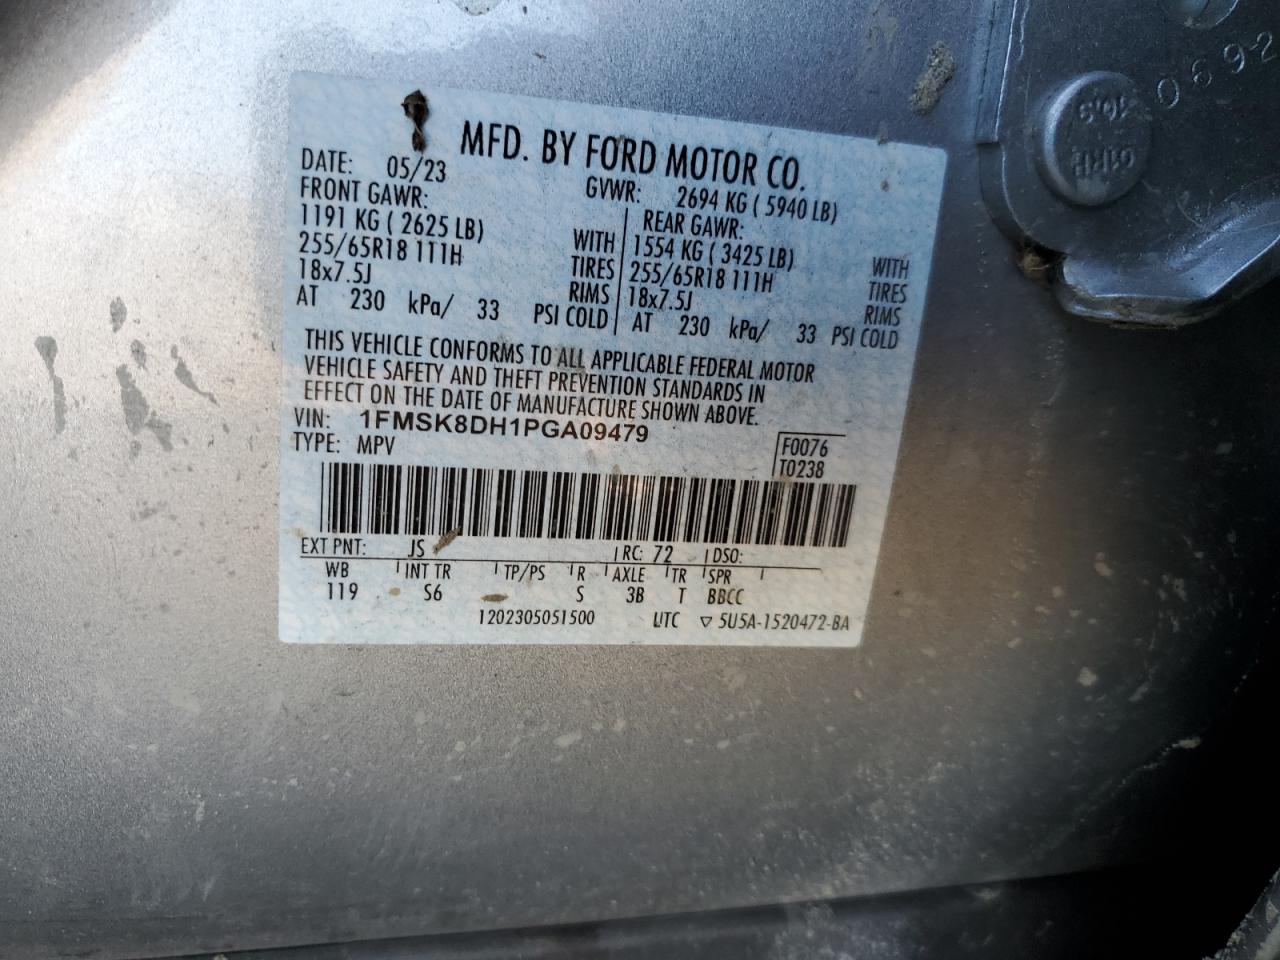 MFD. BY FORD MOTOR CO.
DATE: 05/23 GVWR: 2694 KG ( 5940 LB)
FRONT GAWR: REAR GAWR:
1191 KG ( 2625 LB) WITH 1554 KG ( 3425 LB) WITH
255/65R18 111H TIRES 255/65R18 111H TIRES
18x7.5J RIMS 18x7.5J RIMS
AT 230 kPa/ 33 PSI COLD AT 230 kPa/ 33 PSI COLD
THIS VEHICLE CONFORMS TO ALL APPLICABLE FEDERAL MOTOR
VEHICLE SAFETY AND THEFT PREVENTION STANDARDS IN
EFFECT ON THE DATE OF MANUFACTURE SHOWN ABOVE.
VIN: 1FMSK8DH1PGA09479
TYPE: MPV F0076
T0238
EXT PNT: JS RC: 72 DSO:
WB INT TR TP/PS R AXLE TR SPR
119 S6 S 3B T BBCC
1202305051500 UTC ▽ 5U5A-1520472-BA
0692
10.9